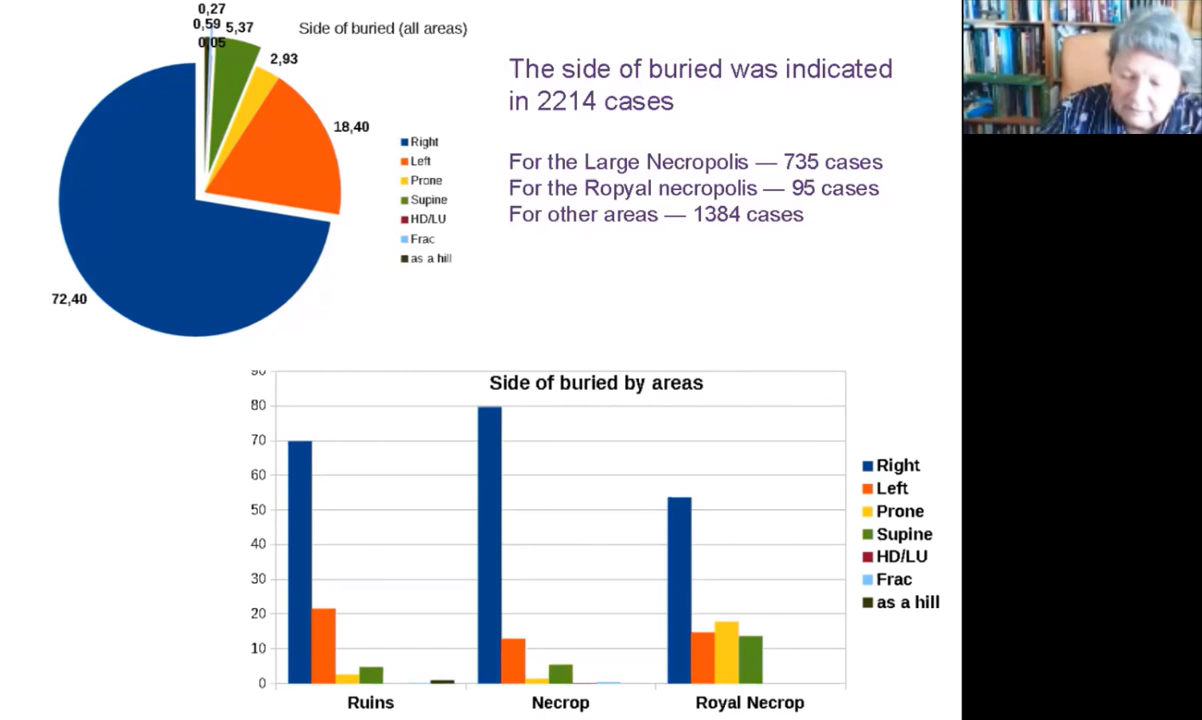 0,27
0,59
5,37
0,05
Side of buried (all areas)
2,93
18,40
72,40
Right
Left
Prone
Supine
HD/LU
Frac
as a hill
The side of buried was indicated
in 2214 cases
For the Large Necropolis — 735 cases
For the Ropyal necropolis — 95 cases
For other areas — 1384 cases
Side of buried by areas
90
80
70
60
50
40
30
20
10
0
Ruins
Necrop
Royal Necrop
Right
Left
Prone
Supine
HD/LU
Frac
as a hill